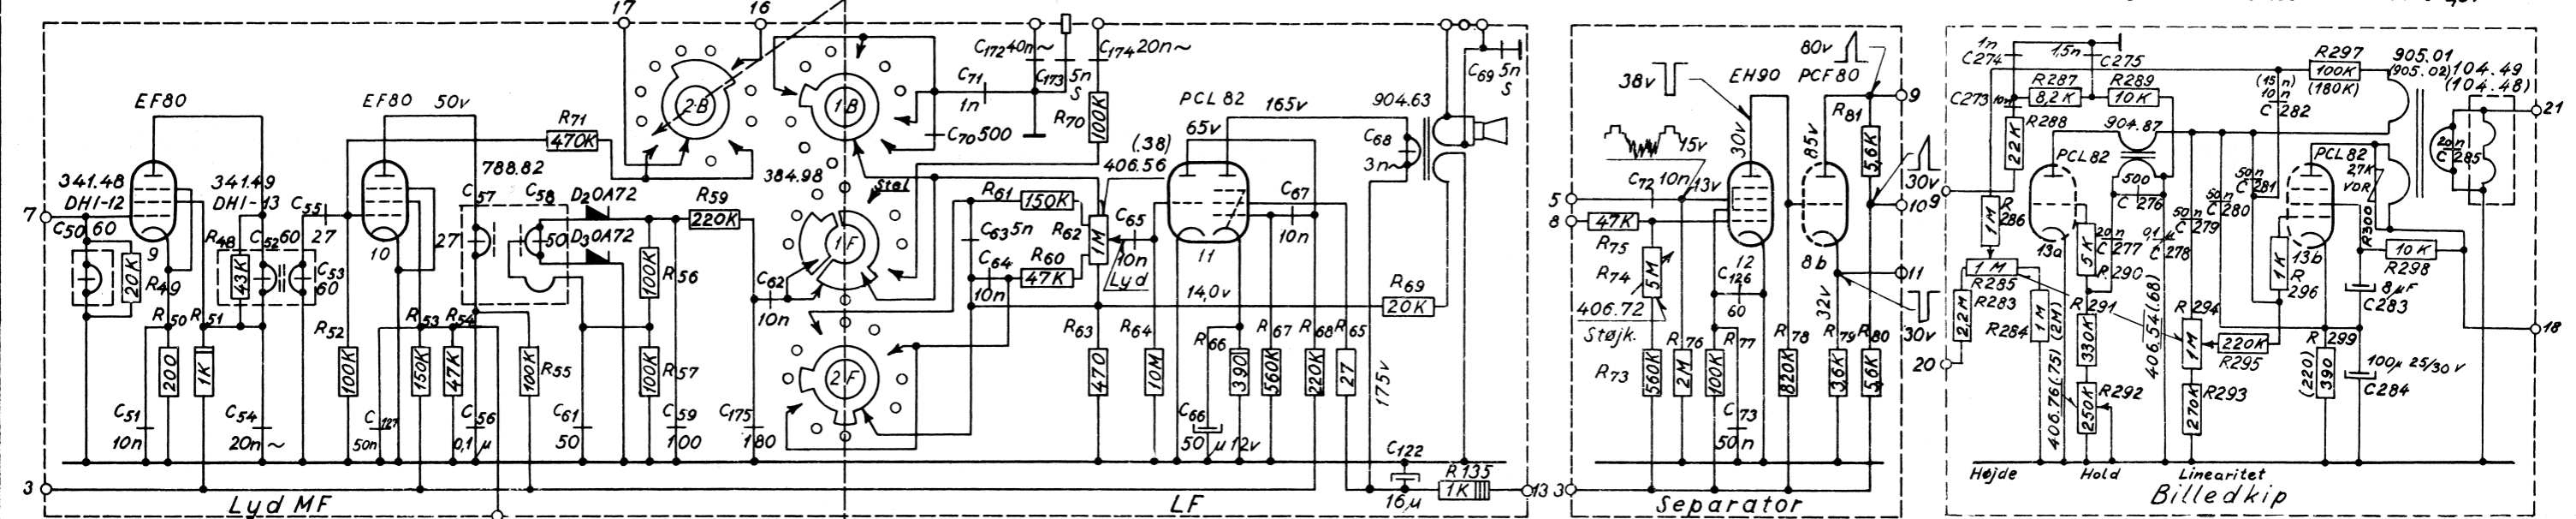 17
16
EF80
EF80
50v
R71
470K
788.82
341.48
DHI-12
341.49
DHI-13
7
C50 60
9
20K
R49
R48
C52 60
43K
C53
60
C55
27
10
C57
27
C58
50
D2 OA72
D3 OA72
R59
220K
100K
R56
R50
R51
200
1K
R52
100K
R53
R54
150K
47K
100K
R55
100K
R57
C51
10n
C54
20n~
C127
50n
C56
0,1µ
C61
50
C59
100
C175
180
C62
10n
3
Lyd MF
2·B
1·B
384.98
Stol
1F
2F
C71
1n
C70 500
C172 40n~
C173 5n
S
C174 20n~
R70
100K
R61
150K
C63 5n
R62
1M
C64
10n
R60
47K
(.38)
406.56
C65
10n
Lyd
PCL 82
165v
65v
11
C67
10n
14,0v
904.63
C68
3n~
C69 5n
S
R69
20K
R63
470
R64
10M
R66
390
R67
560K
R68
220K
R65
27
175v
C66
50µ 12v
C122
16µ
R135
1K
13
LF
3
38v
EH90
PCF80
80v
R81
9
5,6K
30v
10
15v
30v
85v
5
8
C72 10n
13v
47K
R75
R74
5M
12
8b
C126
60
32v
11
30v
406.72
Støjk.
R73
560K
R76
2M
R77
100K
R78
820K
R79
3,6K
R80
5,6K
C73
50n
Separator
1n
C274
1,5n
C275
R287
8,2K
R289
10K
C273 10n
R288
22K
9
904.87
PCL82
500
C276
R
286
1M
13a
20n
C277
0,1µ
C278
5K
R290
50n
C279
50n
C280
50n
C281
(15n)
10n
C282
R297
100K
(180K)
905.01
(905.02)
104.49
(104.48)
21
20n
C285
PCL82
27K
VDR
13b
1K
R
296
R300
10K
R298
8µF
C283
1M
R285
R283
2,2M
R284
1M
20
406.76(.75) (2M)
R291
330K
R292
250K
406.54(.68)
R294
1M
220K
R295
R293
270K
R299
(220)
390
100µ 25/30v
C284
18
Højde
Hold
Linearitet
Billedkip